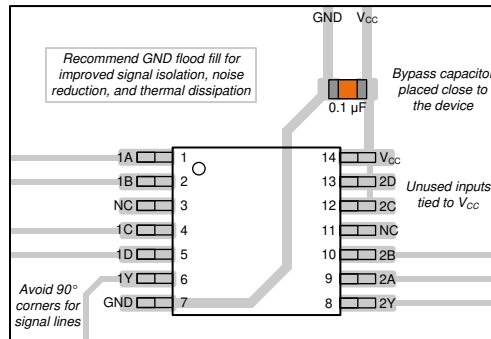 GND VCC
Recommend GND flood fill for
improved signal isolation, noise
reduction, and thermal dissipation
Bypass capacitor
placed close to
the device
0.1 µF
1A 1 14 VCC
1B 2 13 2D
Unused inputs
tied to VCC
NC 3 12 2C
1C 4 11 NC
1D 5 10 2B
1Y 6 9 2A
Avoid 90°
corners for
signal lines
GND 7 8 2Y